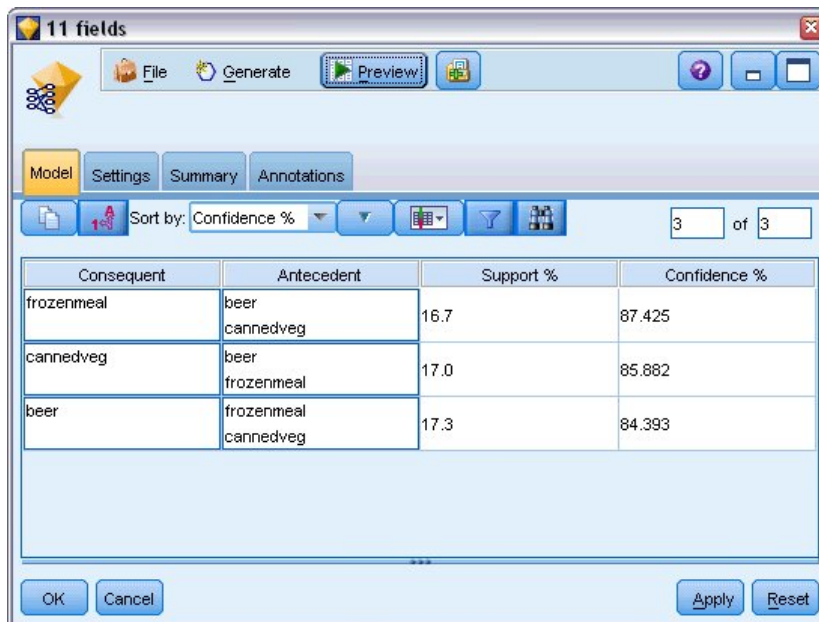 11 fields
File Generate Preview
Model Settings Summary Annotations
Sort by: Confidence % 3 of 3
Consequent Antecedent Support % Confidence %
frozenmeal beer cannedveg 16.7 87.425
cannedveg beer frozenmeal 17.0 85.882
beer frozenmeal cannedveg 17.3 84.393
OK Cancel Apply Reset